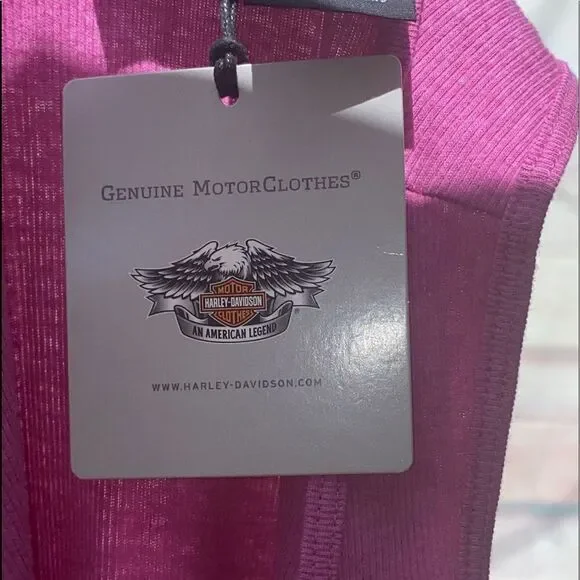 GENUINE MOTORCLOTHES®
MOTOR
HARLEY-DAVIDSON
CLOTHES
®
AN AMERICAN LEGEND
WWW.HARLEY-DAVIDSON.COM